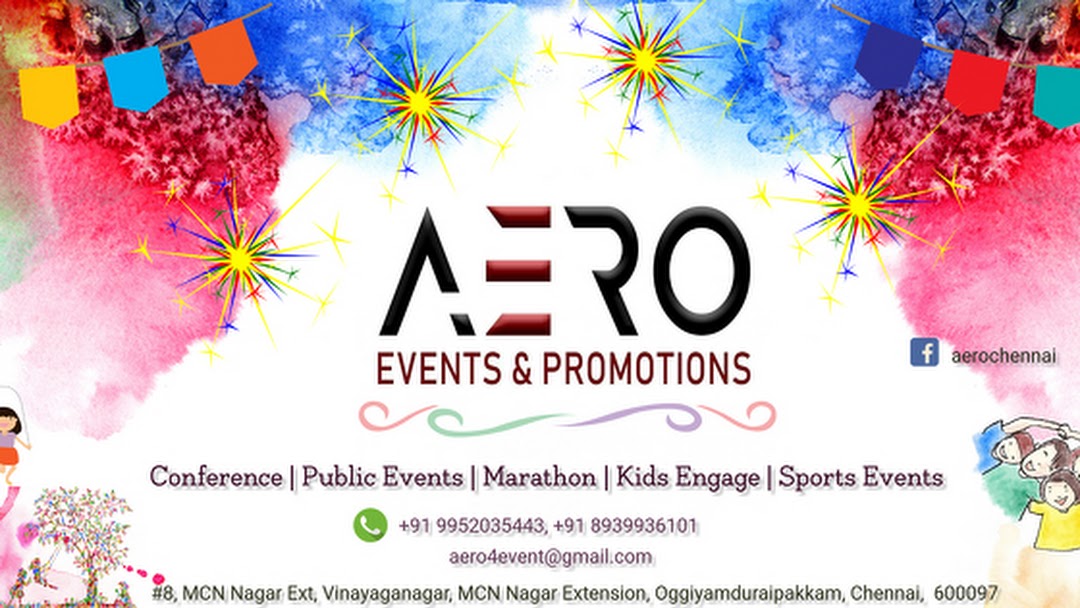 AERO
EVENTS & PROMOTIONS
aerochennai
Conference | Public Events | Marathon | Kids Engage | Sports Events
+91 9952035443, +91 8939936101
aero4event@gmail.com
#8, MCN Nagar Ext, Vinayaganagar, MCN Nagar Extension, Oggiyamduraipakkam, Chennai, 600097